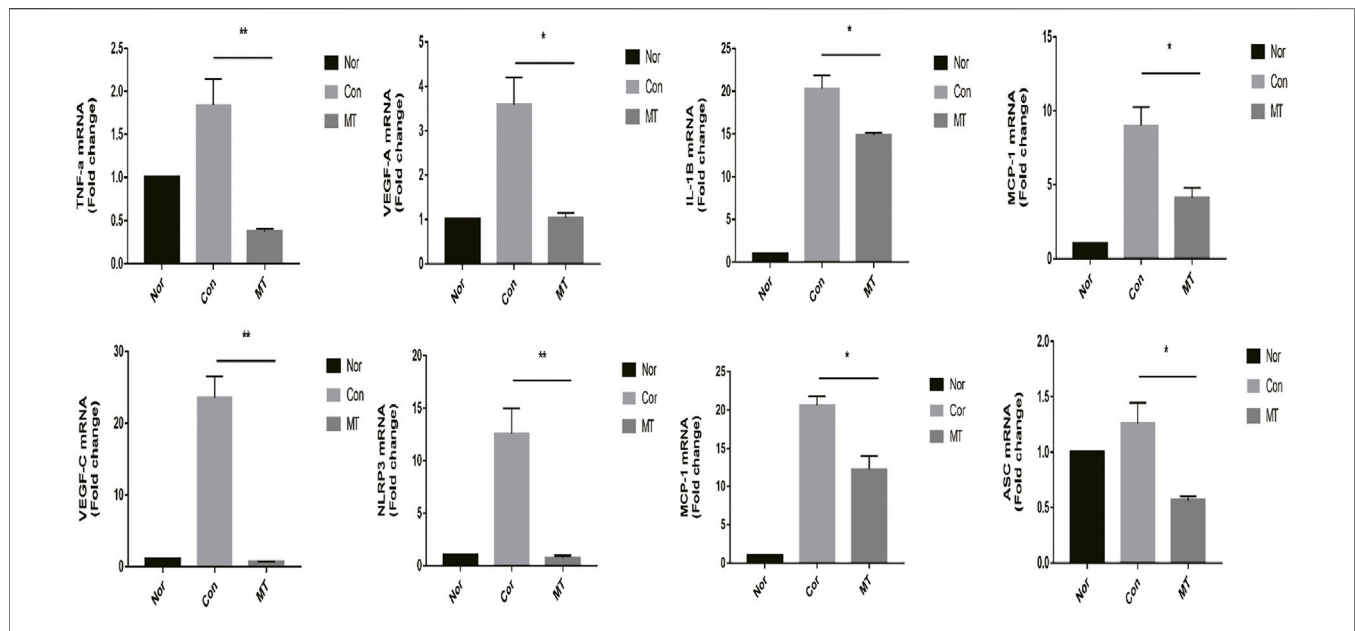 **
2.5
2.0
1.5
1.0
0.5
0.0
TNF-a mRNA
(Fold change)
Nor
Con
MT
Nor
Con
MT
*
5
4
3
2
1
0
VEGF-A mRNA
(Fold change)
Nor
Con
MT
Nor
Con
MT
*
25
20
15
10
5
0
IL-1B mRNA
(Fold change)
Nor
Con
MT
Nor
Con
MT
*
15
10
5
0
MCP-1 mRNA
(Fold change)
Nor
Con
MT
Nor
Con
MT
**
30
20
10
0
VEGF-C mRNA
(Fold change)
Nor
Con
MT
Nor
Con
MT
**
20
15
10
5
0
NLRP3 mRNA
(Fold change)
Nor
Cor
MT
Nor
Cor
MT
*
25
20
15
10
5
0
MCP-1 mRNA
(Fold change)
Nor
Cor
MT
Nor
Cor
MT
*
2.0
1.5
1.0
0.5
0.0
ASC mRNA
(Fold change)
Nor
Con
MT
Nor
Con
MT